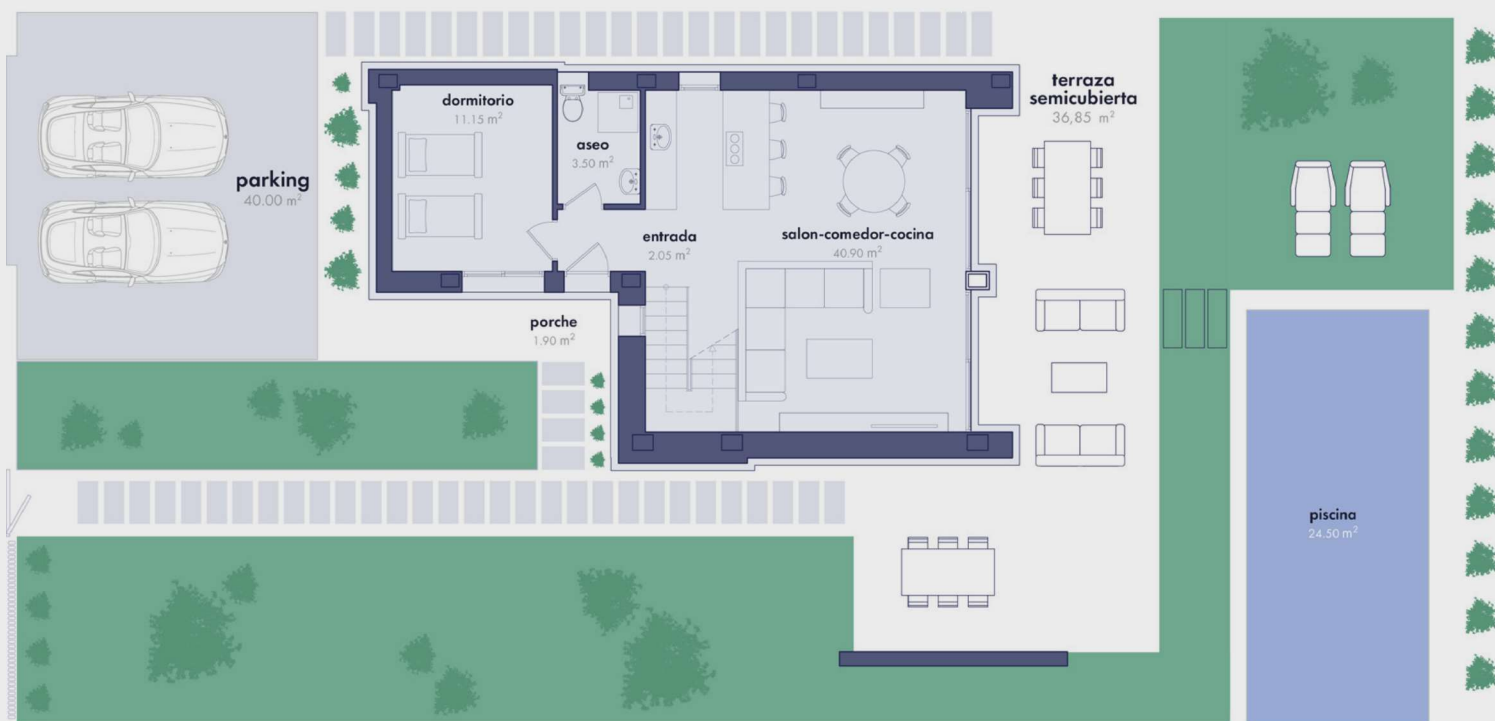 parking
40.00 m²
dormitorio
11.15 m²
aseo
3.50 m²
entrada
2.05 m²
salon-comedor-cocina
40.90 m²
porche
1.90 m²
terraza
semicubierta
36,85 m²
piscina
24.50 m²